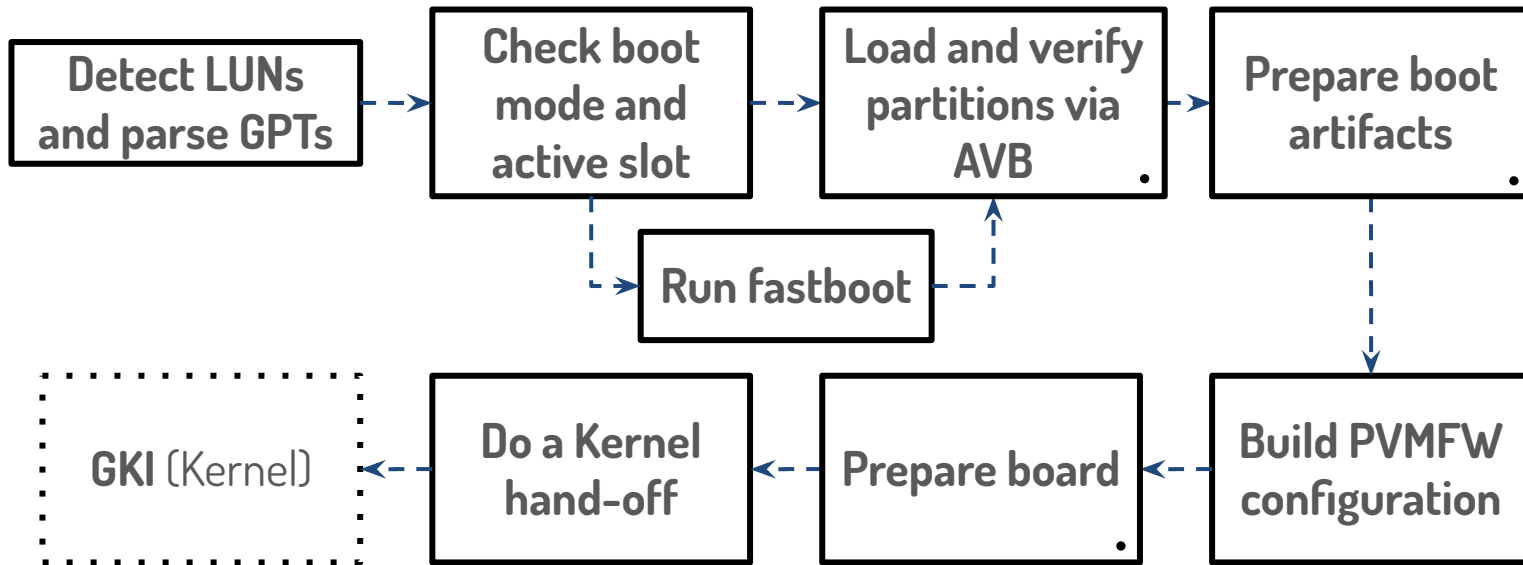 Detect LUNs
and parse GPTs
Check boot
mode and
active slot
Load and verify
partitions via
AVB
Prepare boot
artifacts
Run fastboot
Build PVMFW
configuration
Prepare board
Do a Kernel
hand-off
GKI (Kernel)